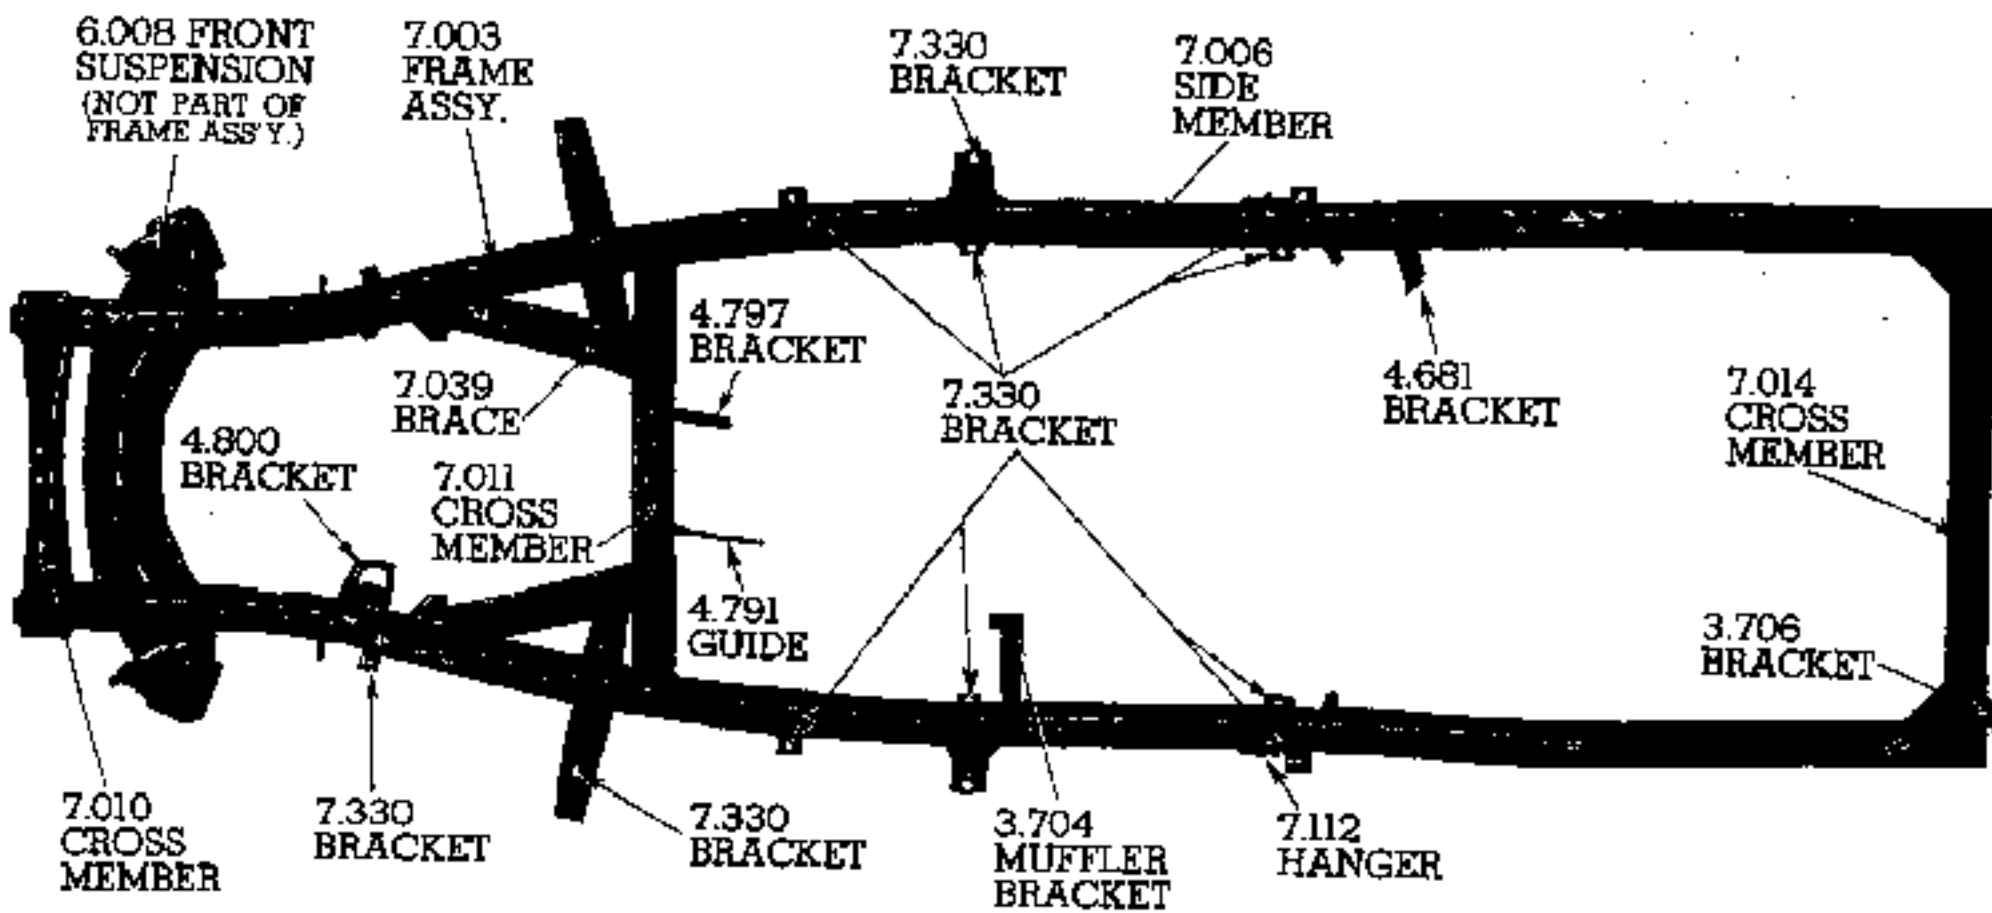 6.008 FRONT
SUSPENSION
(NOT PART OF
FRAME ASS'Y.)
7.003
FRAME
ASSY.
7.330
BRACKET
7.006
SIDE
MEMBER
4.797
BRACKET
7.039
BRACE
4.800
BRACKET
7.011
CROSS
MEMBER
7.330
BRACKET
4.681
BRACKET
7.014
CROSS
MEMBER
4.791
GUIDE
3.706
BRACKET
7.010
CROSS
MEMBER
7.330
BRACKET
7.330
BRACKET
3.704
MUFFLER
BRACKET
7.112
HANGER